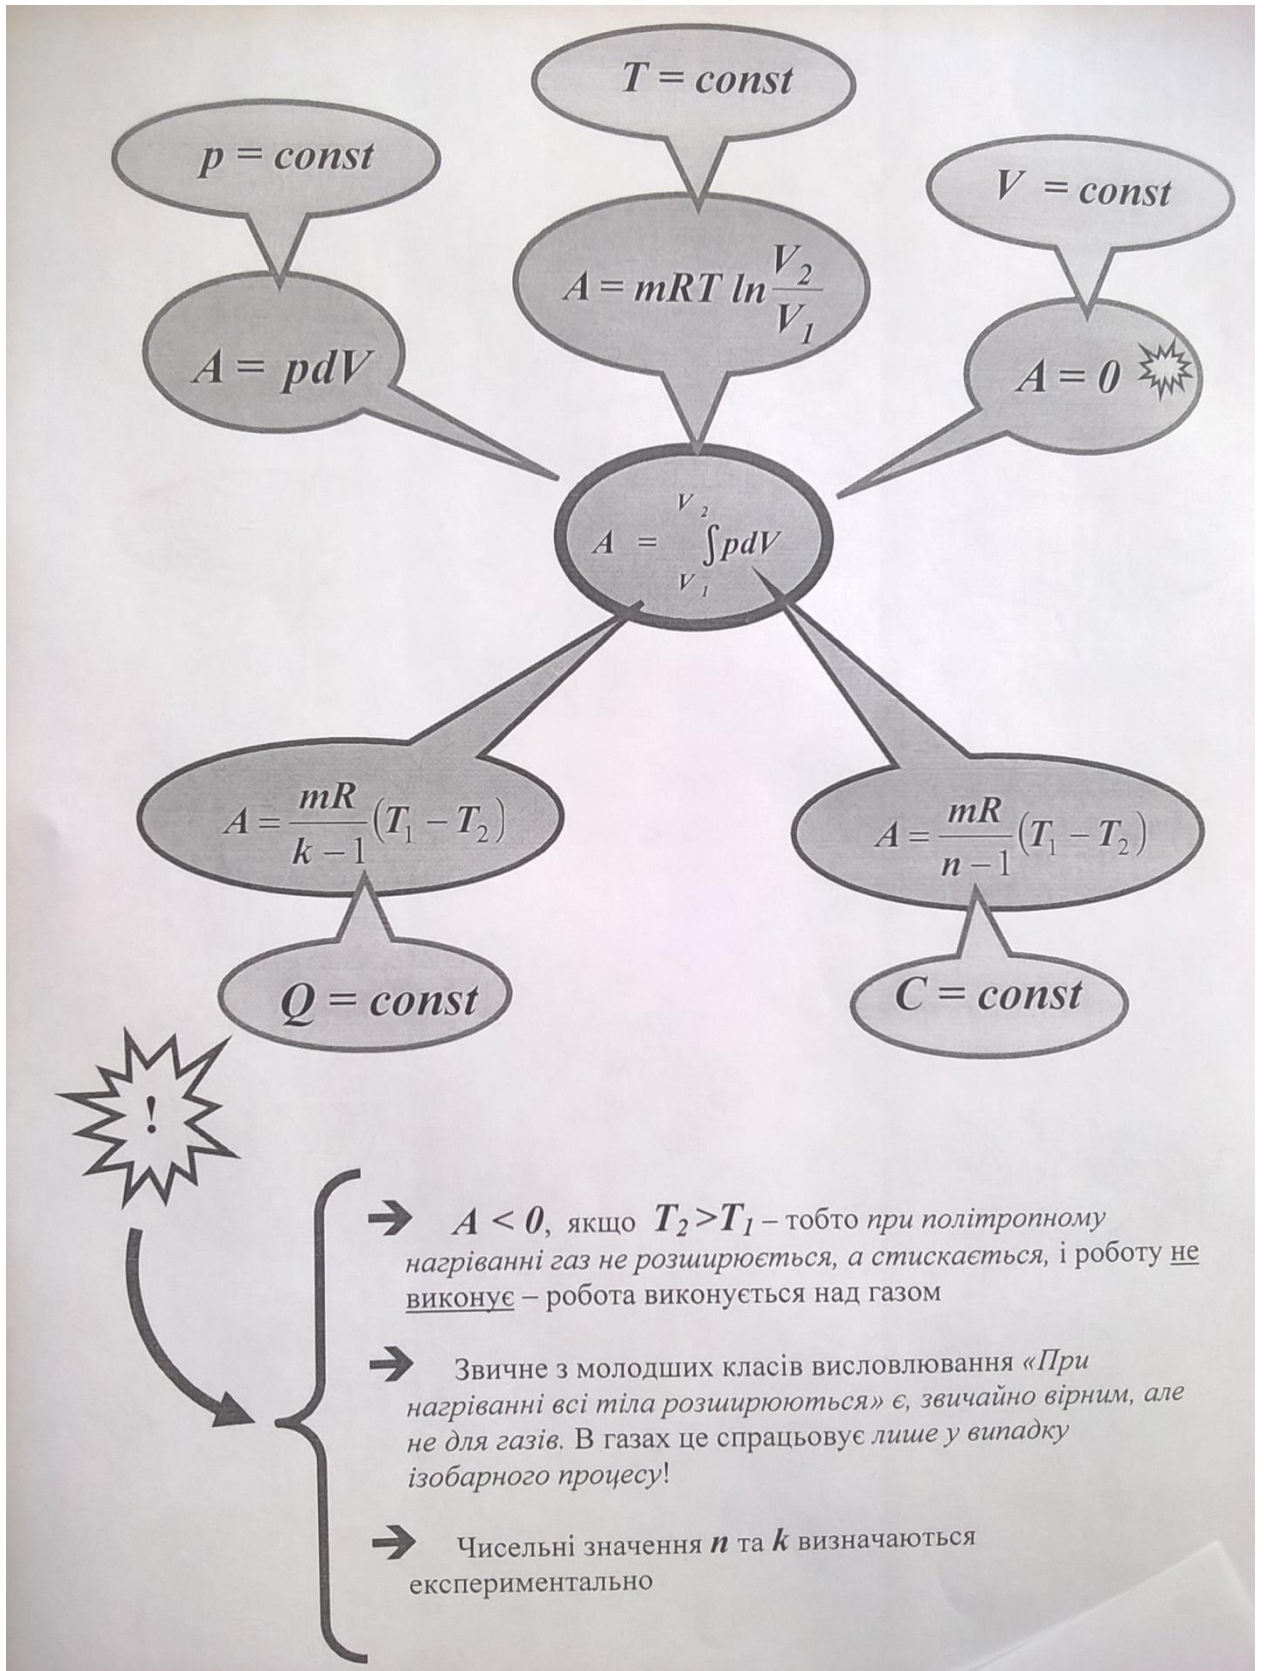 T = const
p = const
V = const
A = mRT ln V₂/V₁
A = pdV
A = 0
A = ∫ pdV
V₂
V₁
A = mR/(k – 1) (T₁ – T₂)
A = mR/(n – 1) (T₁ – T₂)
Q = const
C = const
!
➔ A < 0, якщо T₂ >T₁ – тобто при політропному
нагріванні газ не розширюється, а стискається, і роботу не
виконує – робота виконується над газом
➔ Звичне з молодших класів висловлювання «При
нагріванні всі тіла розширюються» є, звичайно вірним, але
не для газів. В газах це спрацьовує лише у випадку
ізобарного процесу!
➔ Чисельні значення n та k визначаються
експериментально